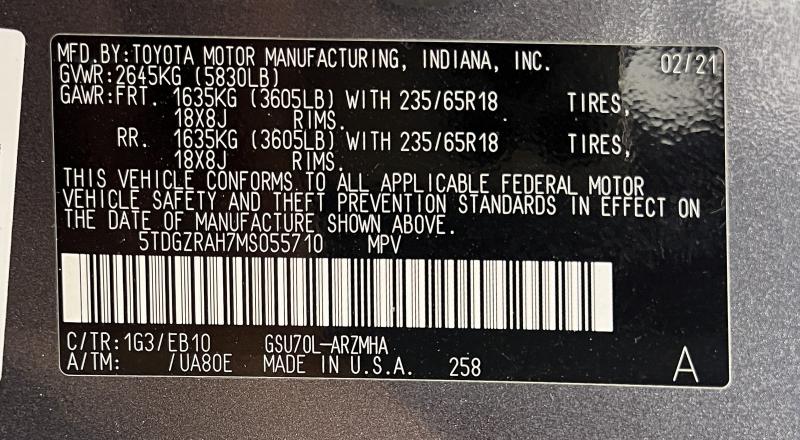 MFD.BY:TOYOTA MOTOR MANUFACTURING, INDIANA, INC. 02/21
GVWR:2645KG (5830LB)
GAWR:FRT. 1635KG (3605LB) WITH 235/65R18 TIRES,
18X8J RIMS.
RR. 1635KG (3605LB) WITH 235/65R18 TIRES,
18X8J RIMS.
THIS VEHICLE CONFORMS TO ALL APPLICABLE FEDERAL MOTOR
VEHICLE SAFETY AND THEFT PREVENTION STANDARDS IN EFFECT ON
THE DATE OF MANUFACTURE SHOWN ABOVE.
5TDGZRAH7MS055710 MPV
C/TR:1G3/EB10 GSU70L-ARZMHA
A/TM: /UA80E MADE IN U.S.A. 258 A